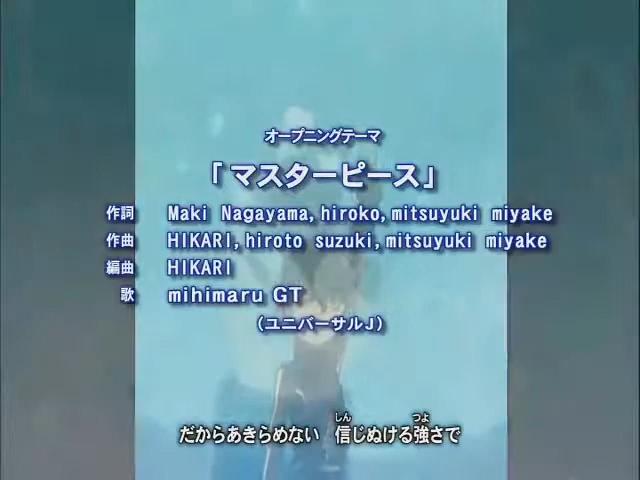 オープニングテーマ
「マスターピース」
作詞 Maki Nagayama,hiroko,mitsuyuki miyake
作曲 HIKARI,hiroto suzuki,mitsuyuki miyake
編曲 HIKARI
歌 mihimaru GT
(ユニバーサルJ)
しん つよ
だからあきらめない 信じぬける強さで